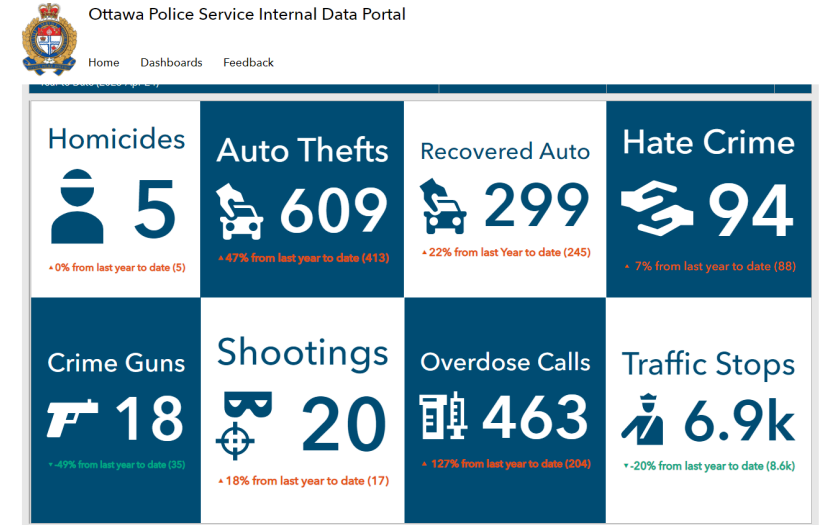 Ottawa Police Service Internal Data Portal
Home Dashboards Feedback
Homicides
5
▲0% from last year to date (5)
Auto Thefts
609
▲47% from last year to date (413)
Recovered Auto
299
▲22% from last Year to date (245)
Hate Crime
94
▲ 7% from last year to date (88)
Crime Guns
18
▼-49% from last year to date (35)
Shootings
20
▲18% from last year to date (17)
Overdose Calls
463
▲ 127% from last year to date (204)
Traffic Stops
6.9k
▼-20% from last year to date (8.6k)